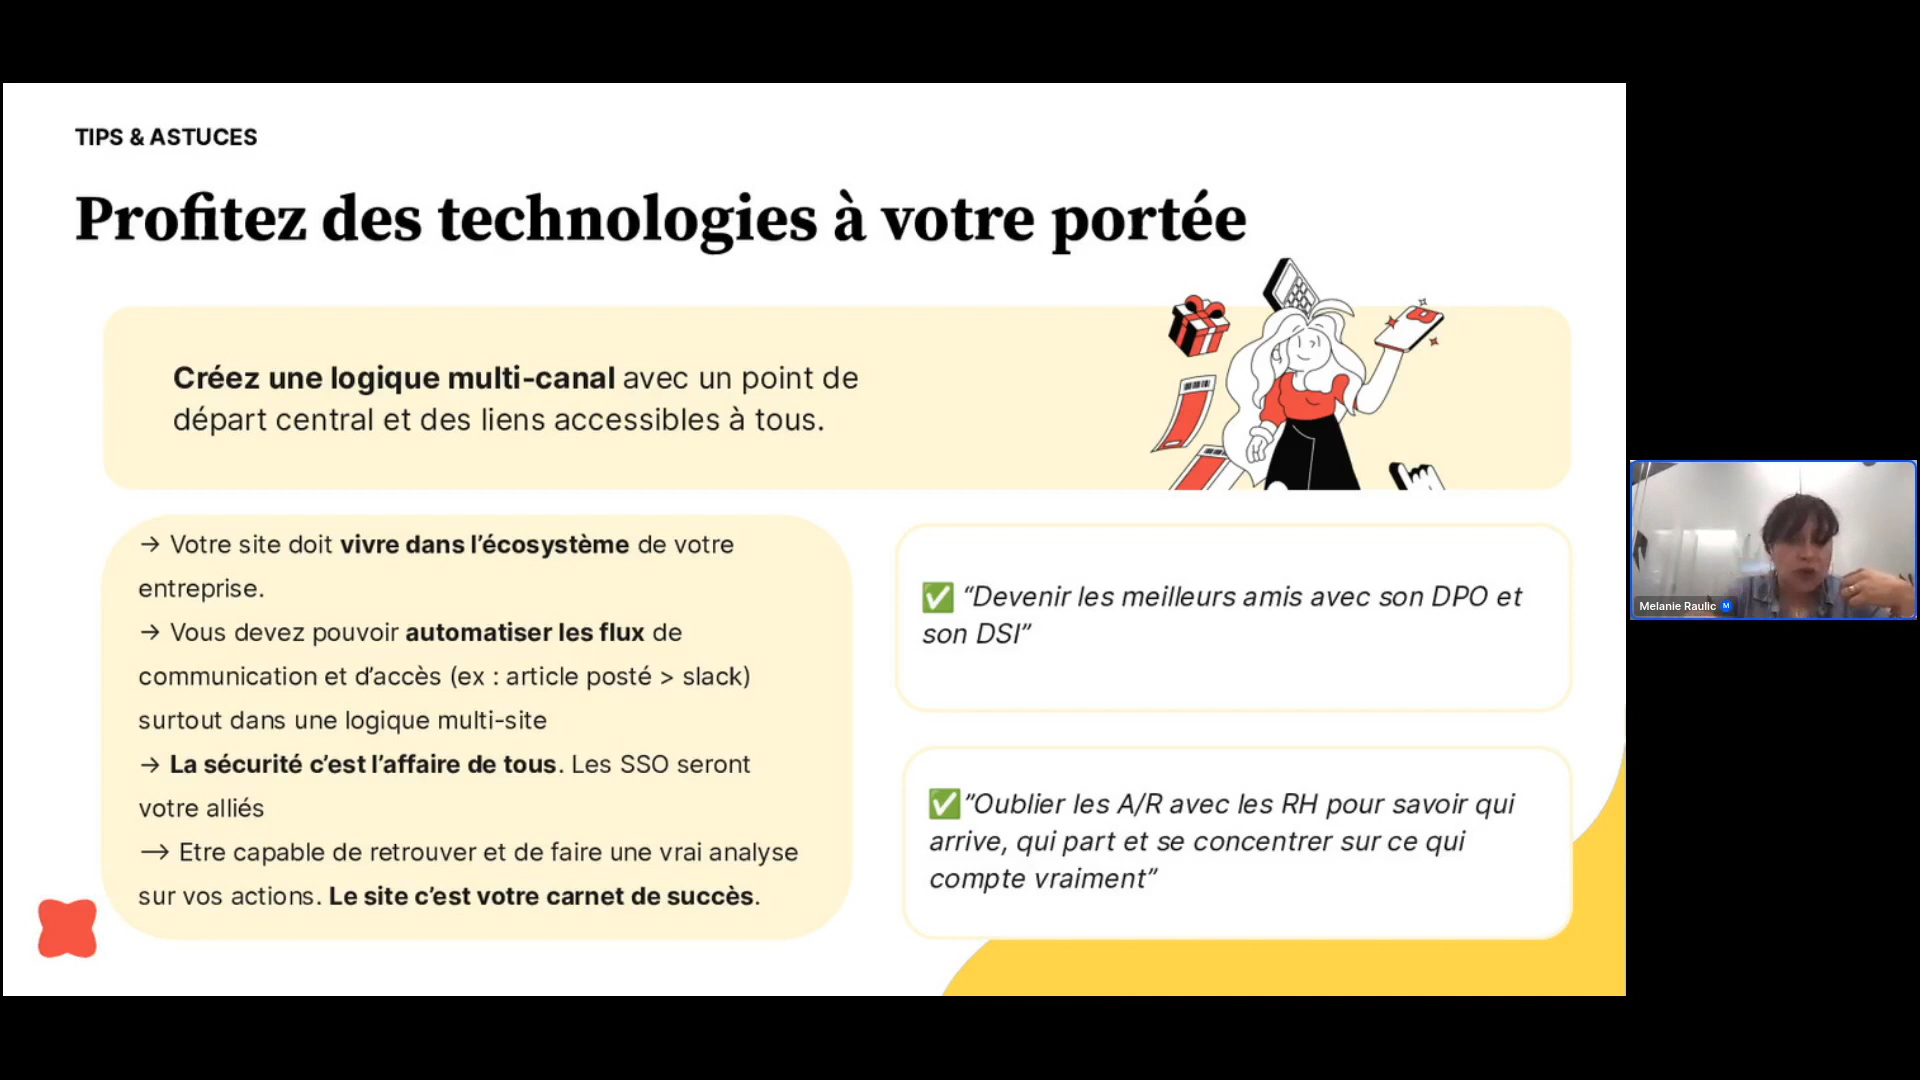 TIPS & ASTUCES
Profitez des technologies à votre portée
Créez une logique multi-canal avec un point de
départ central et des liens accessibles à tous.
→ Votre site doit vivre dans l’écosystème de votre
entreprise.
→ Vous devez pouvoir automatiser les flux de
communication et d’accès (ex : article posté > slack)
surtout dans une logique multi-site
→ La sécurité c’est l’affaire de tous. Les SSO seront
votre alliés
—> Etre capable de retrouver et de faire une vrai analyse
sur vos actions. Le site c’est votre carnet de succès.
✅ “Devenir les meilleurs amis avec son DPO et
son DSI”
✅”Oublier les A/R avec les RH pour savoir qui
arrive, qui part et se concentrer sur ce qui
compte vraiment”
Melanie Raulic M